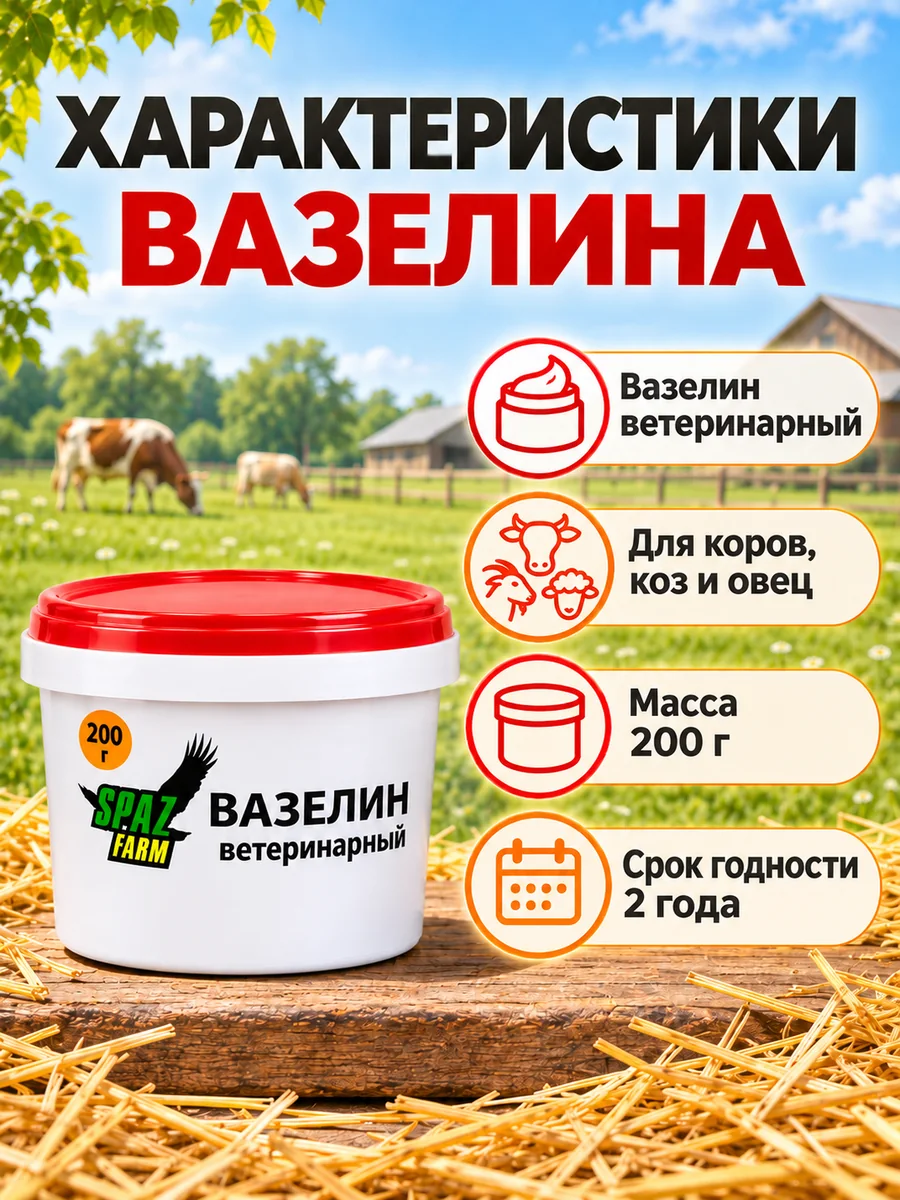 ХАРАКТЕРИСТИКИ
ВАЗЕЛИНА
Вазелин
ветеринарный
Для коров,
коз и овец
Масса
200 г
Срок годности
2 года
200
г
SPAZ
FARM
ВАЗЕЛИН
ветеринарный